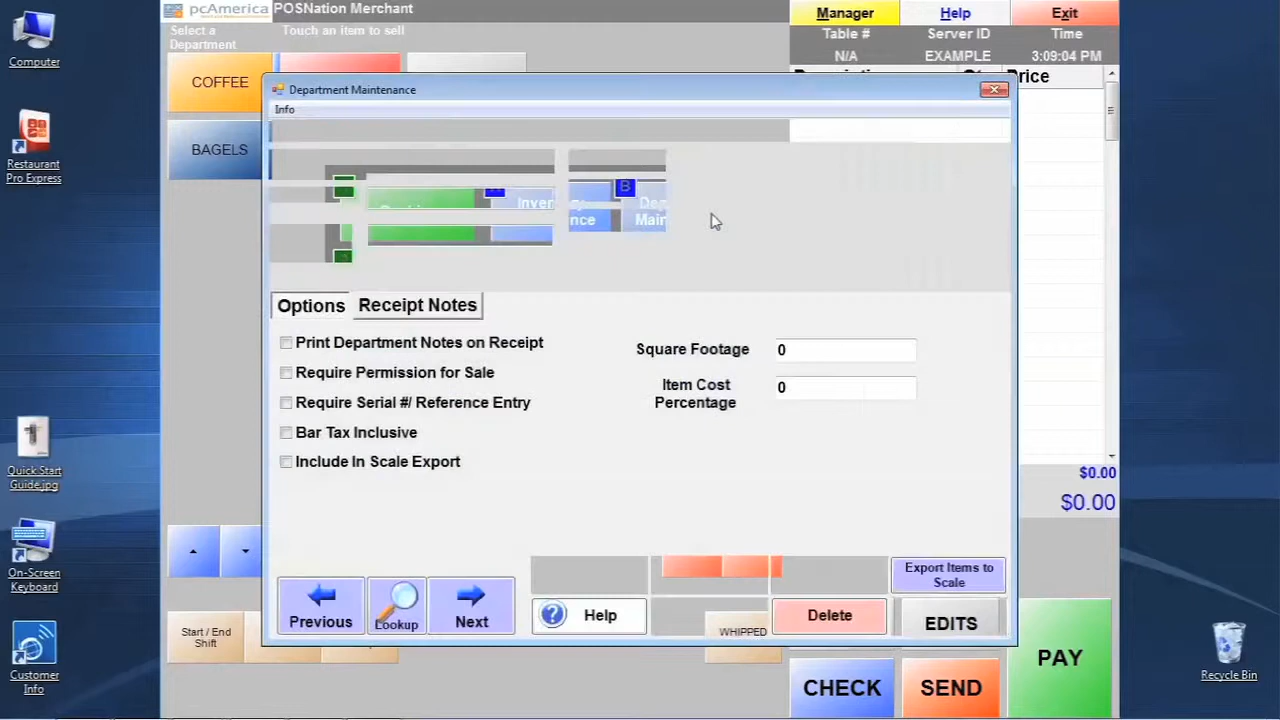 pcAmerica
POSNation Merchant
Manager
Help
Exit
Select a
Department
Touch an item to sell
Table #
Server ID
Time
N/A
EXAMPLE
3:09:04 PM
Price
Computer
COFFEE
BAGELS
Department Maintenance
Info
B
Restaurant
Pro Express
Options
Receipt Notes
Print Department Notes on Receipt
Require Permission for Sale
Require Serial #/ Reference Entry
Bar Tax Inclusive
Include In Scale Export
Square Footage
0
Item Cost
Percentage
0
Quick Start
Guide.jpg
$0.00
$0.00
On-Screen
Keyboard
Export Items to
Scale
Previous
Lookup
Next
Help
Delete
EDITS
Start / End
Shift
WHIPPED
PAY
CHECK
SEND
Customer
Info
Recycle Bin